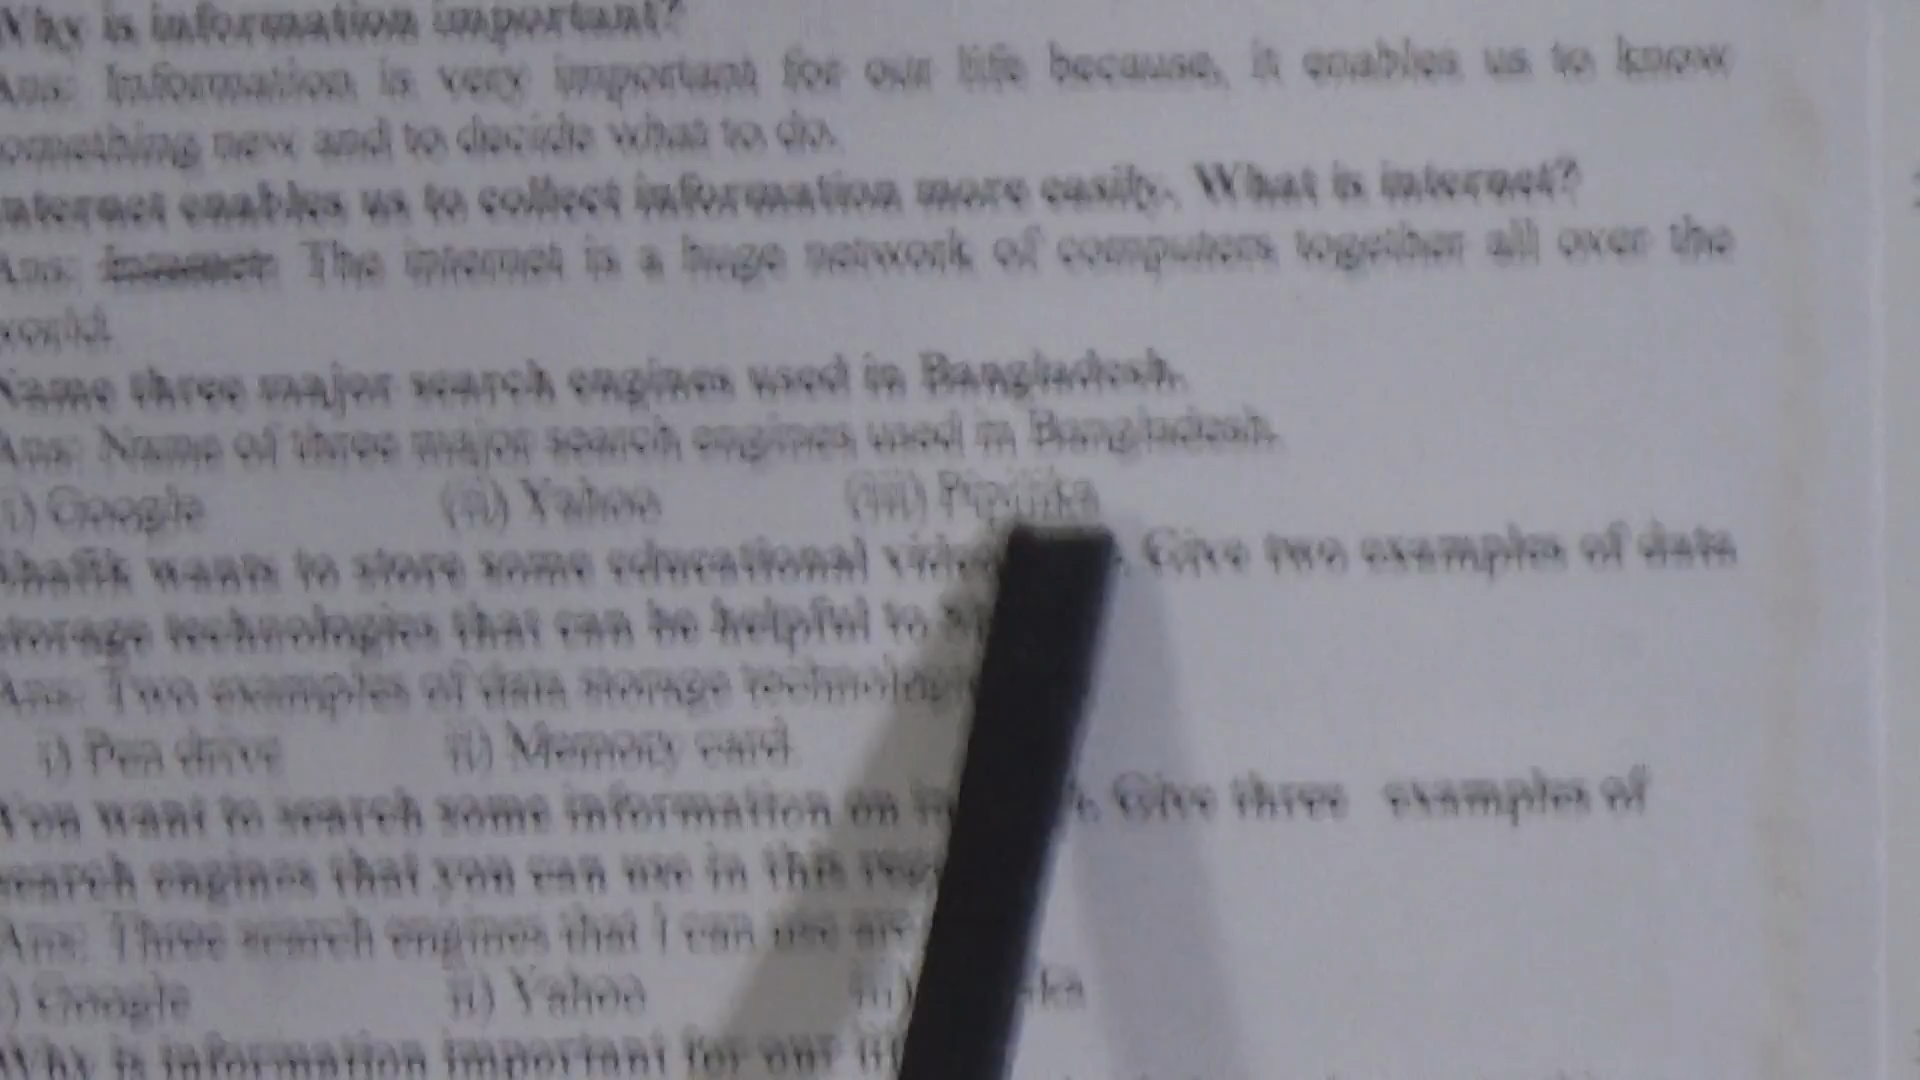 Why is information important?
Ans: Information is very important for our life because, it enables us to know
omething new and to decide what to do.
nternet enables us to collect information more easily. What is internet?
Ans: The internet is a huge network of computers together all over the
world.
Name three major search engines used in Bangladesh.
Ans: Name of three major search engines used in Bangladesh.
i) Google (ii) Yahoo (iii) Pipilika
Shafik wants to store some educational Give two examples of data
torage technologies that can be helpful to
Ans: Two examples of data storage
i) Pen drive ii) Memory card
You want to search some information on Give three examples of
search engines that you can use in this
Ans: Three search engines that I can use are
) Google ii) Yahoo iii) ka
Why is information important for our